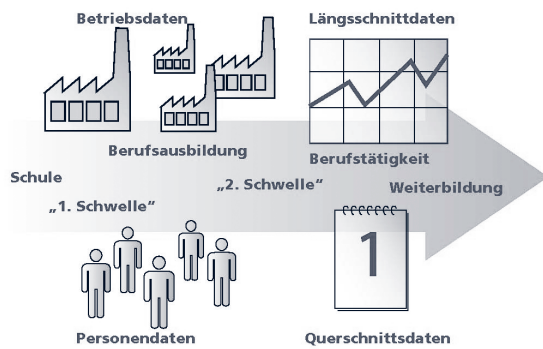 Betriebsdaten
Längsschnittdaten
Berufsausbildung
Berufstätigkeit
Schule
„2. Schwelle“
Weiterbildung
„1. Schwelle“
1
Personendaten
Querschnittsdaten